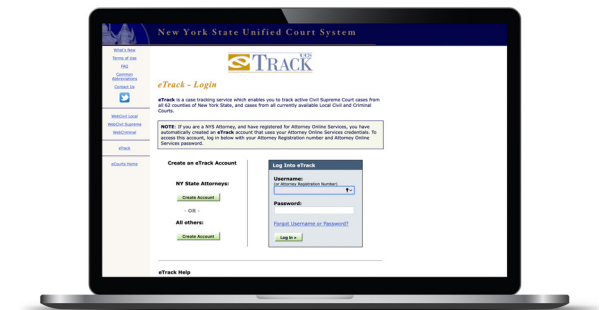 New York State Unified Court System
What's New
Terms of Use
FAQ
Common
Abbreviations
Contact Us
WebCivil Local
WebCivil Supreme
WebCriminal
eTrack
eCourts Home
ETRACK UCS
eTrack - Login
eTrack is a case tracking service which enables you to track active Civil Supreme Court cases from
all 62 counties of New York State, and cases from all currently available Local Civil and Criminal
Courts.
NOTE: If you are a NYS Attorney, and have registered for Attorney Online Services, you have
automatically created an eTrack account that uses your Attorney Online Services credentials. To
access this account, log in below with your Attorney Registration number and Attorney Online
Services password.
Create an eTrack Account
NY State Attorneys:
Create Account
- OR -
All others:
Create Account
Log Into eTrack
Username:
(or Attorney Registration Number)
Password:
Forgot Username or Password?
Log In »
eTrack Help